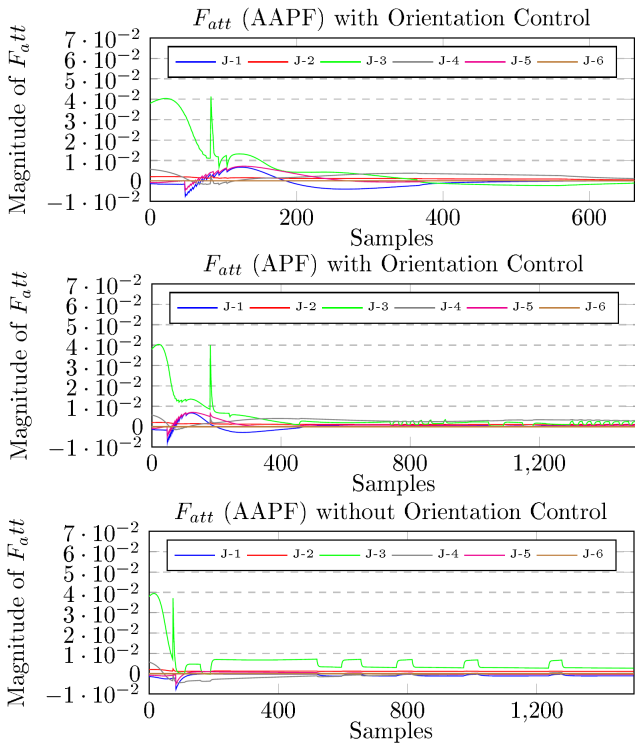 F_att (AAPF) with Orientation Control
Magnitude of F_att
7 · 10^-2
6 · 10^-2
5 · 10^-2
4 · 10^-2
3 · 10^-2
2 · 10^-2
1 · 10^-2
0
−1 · 10^-2
J-1 J-2 J-3 J-4 J-5 J-6
0 200 400 600
Samples
F_att (APF) with Orientation Control
Magnitude of F_att
7 · 10^-2
6 · 10^-2
5 · 10^-2
4 · 10^-2
3 · 10^-2
2 · 10^-2
1 · 10^-2
0
−1 · 10^-2
J-1 J-2 J-3 J-4 J-5 J-6
0 400 800 1,200
Samples
F_att (AAPF) without Orientation Control
Magnitude of F_att
7 · 10^-2
6 · 10^-2
5 · 10^-2
4 · 10^-2
3 · 10^-2
2 · 10^-2
1 · 10^-2
0
−1 · 10^-2
J-1 J-2 J-3 J-4 J-5 J-6
0 400 800 1,200
Samples